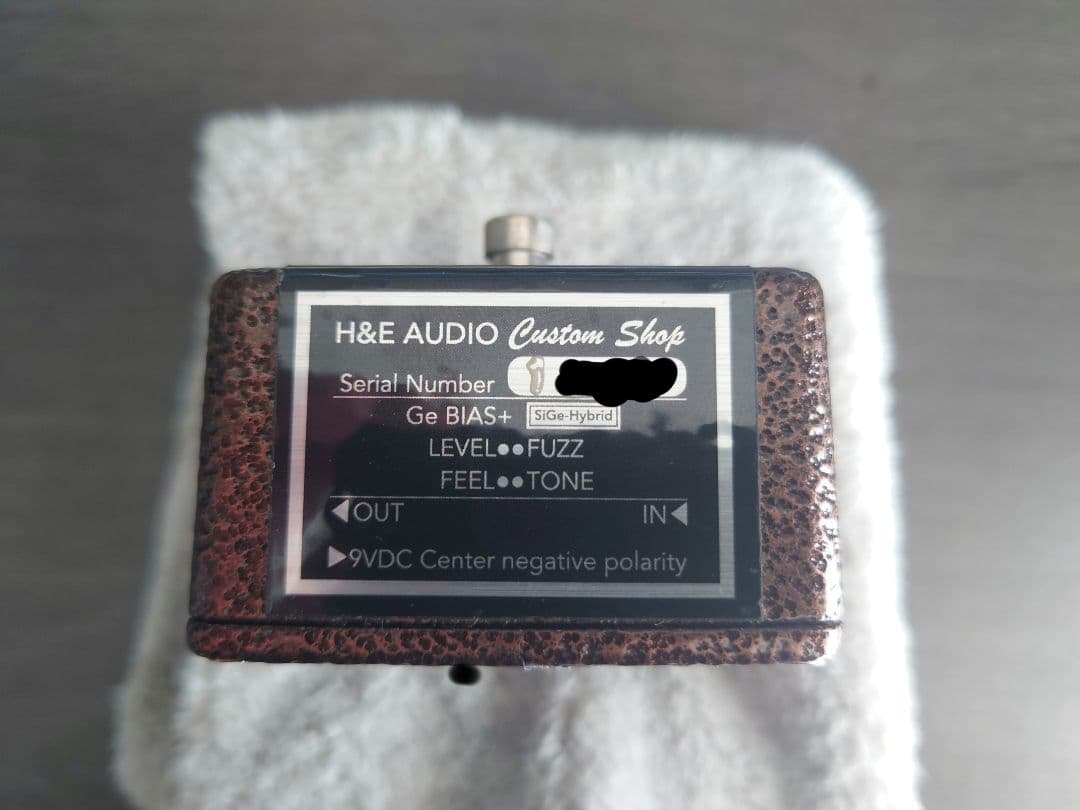 H&E AUDIO Custom Shop
Serial Number
Ge BIAS+ SiGe-Hybrid
LEVEL●●FUZZ
FEEL●●TONE
◀OUT IN◀
▶9VDC Center negative polarity